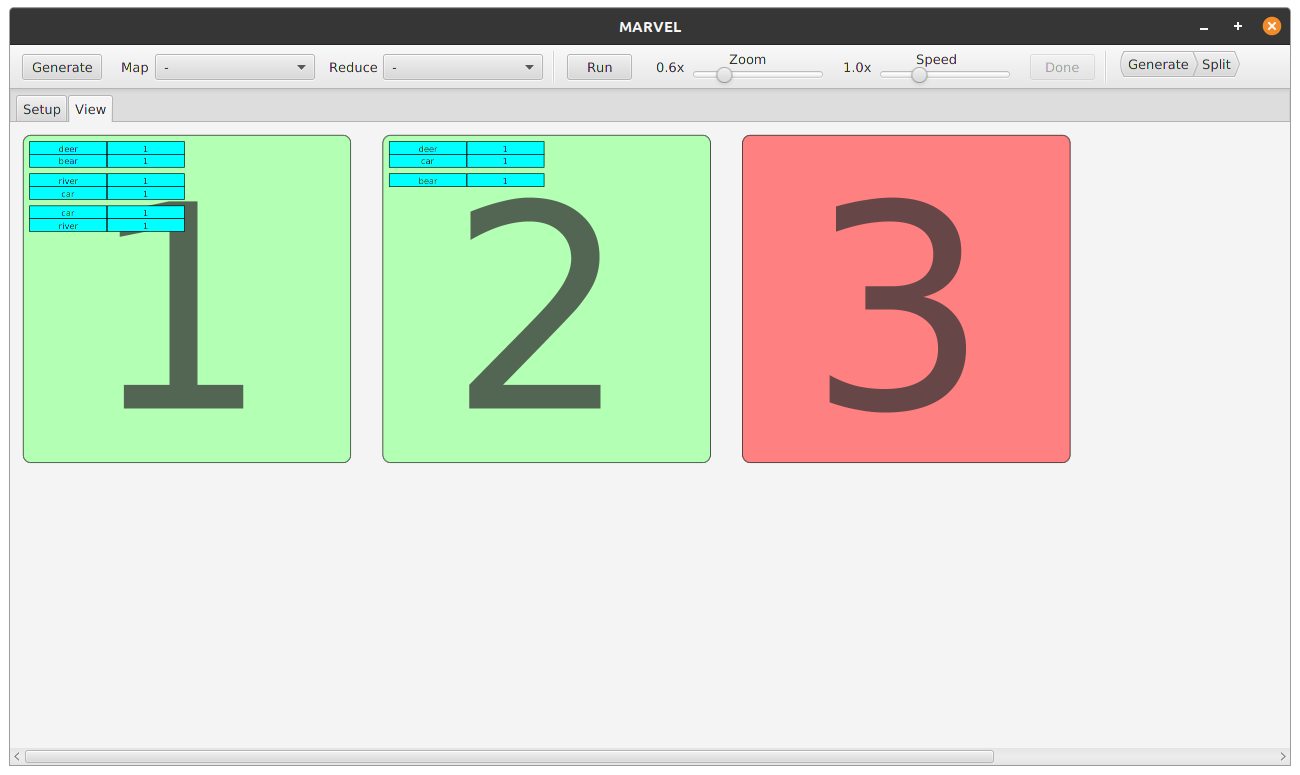 MARVEL
Generate Map - Reduce - Run 0.6x Zoom 1.0x Speed Done Generate Split
Setup View
deer 1
bear 1
river 1
car 1
car 1
river 1
1
deer 1
car 1
bear 1
2
3